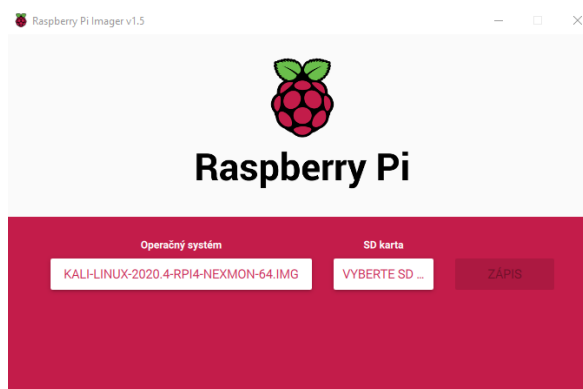 Raspberry Pi Imager v1.5
Raspberry Pi
Operačný systém
SD karta
KALI-LINUX-2020.4-RPI4-NEXMON-64.IMG
VYBERTE SD ...
ZÁPIS